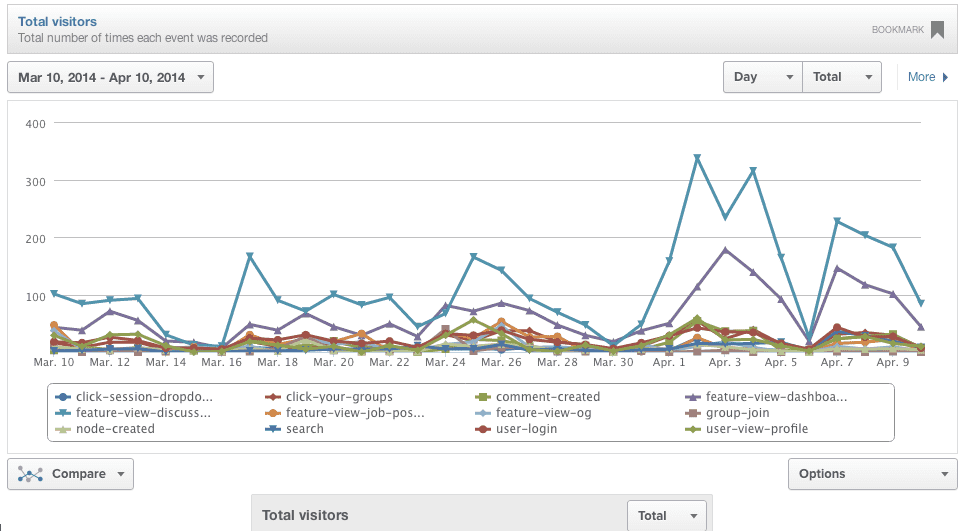 Total visitors
Total number of times each event was recorded
BOOKMARK
Mar 10, 2014 - Apr 10, 2014
Day
Total
More
400
300
200
100
Mar. 10 Mar. 12 Mar. 14 Mar. 16 Mar. 18 Mar. 20 Mar. 22 Mar. 24 Mar. 26 Mar. 28 Mar. 30 Apr. 1 Apr. 3 Apr. 5 Apr. 7 Apr. 9
click-session-dropdo... click-your-groups comment-created feature-view-dashboa...
feature-view-discuss... feature-view-job-pos... feature-view-og group-join
node-created search user-login user-view-profile
Compare
Options
Total visitors
Total